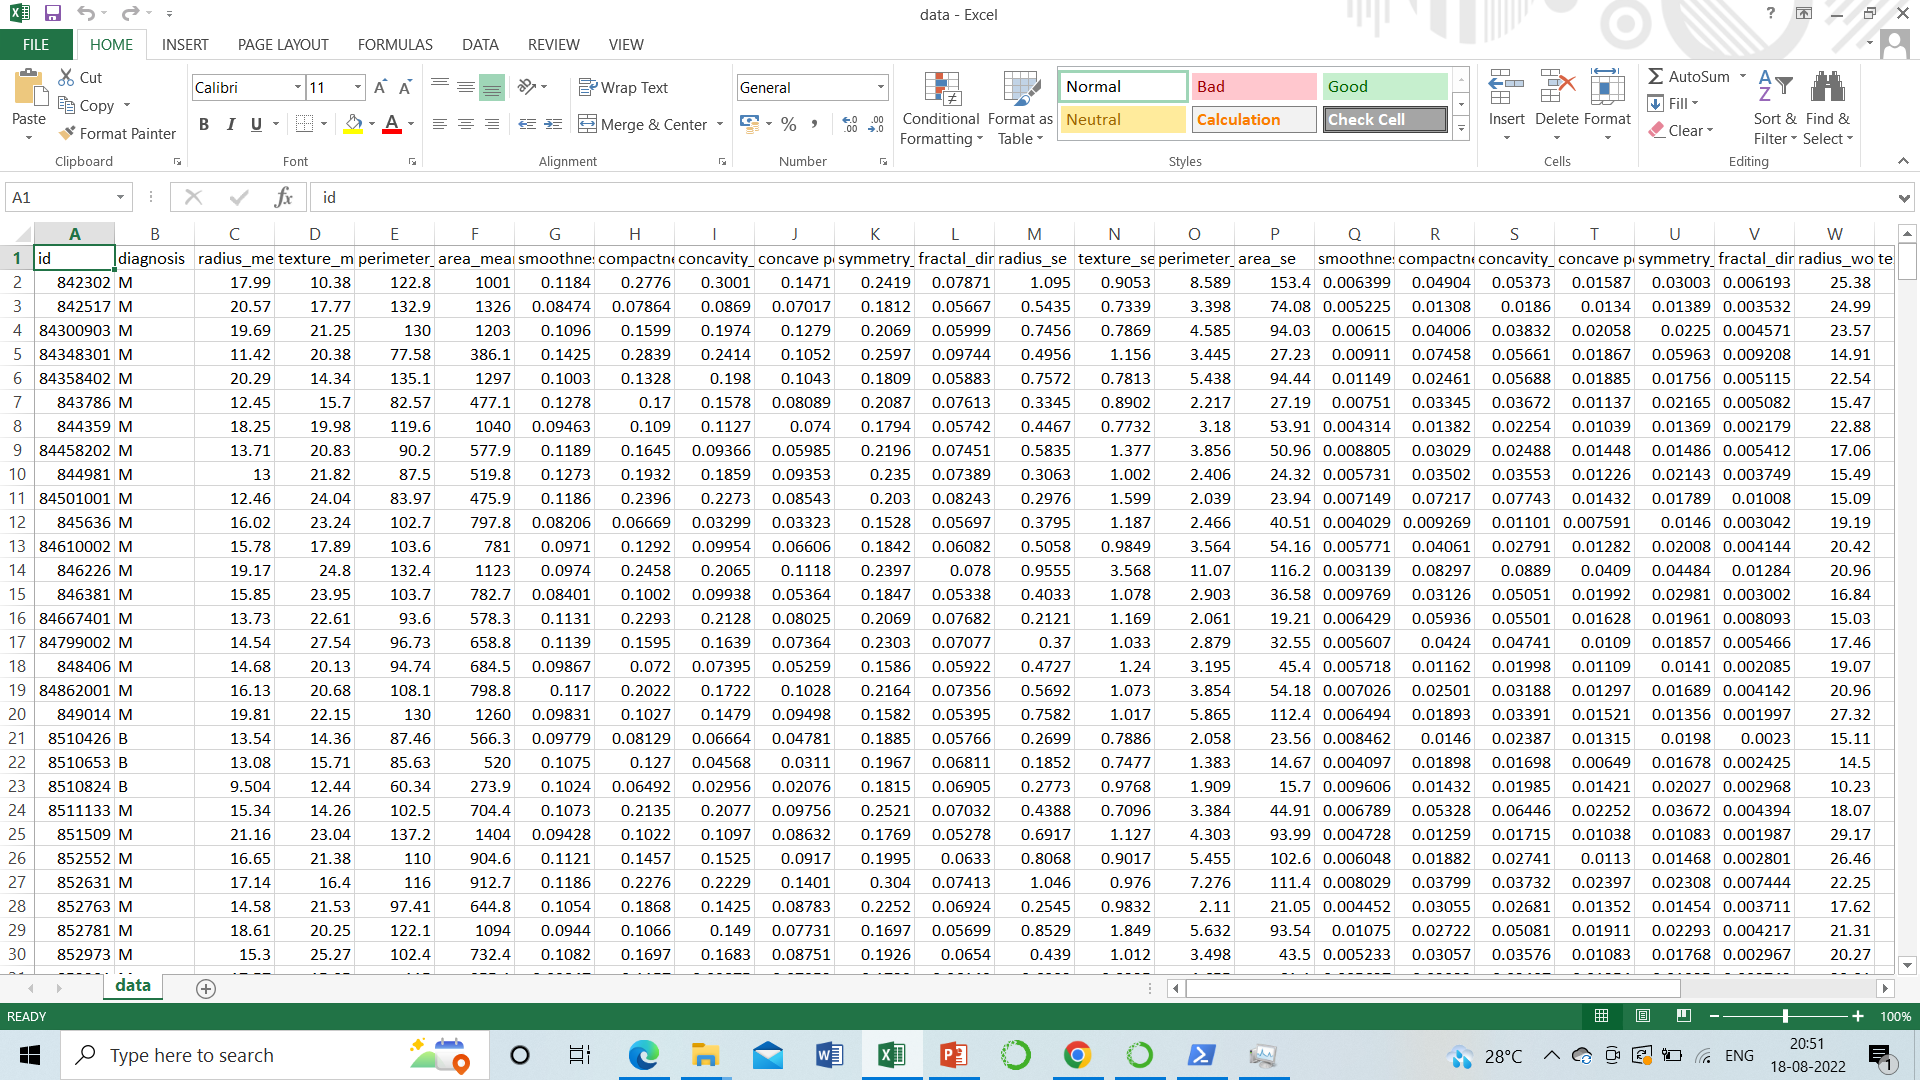 data - Excel
FILE HOME INSERT PAGE LAYOUT FORMULAS DATA REVIEW VIEW
Cut
Copy
Format Painter
Paste
Clipboard
Calibri 11
B I U
Font
Wrap Text
Merge & Center
Alignment
General
%
Number
Conditional Formatting
Format as Table
Normal Bad Good
Neutral Calculation Check Cell
Styles
Insert Delete Format
Cells
AutoSum
Fill
Clear
Sort & Filter
Find & Select
Editing
A1 fx id
A B C D E F G H I J K L M N O P Q R S T U V W
1 id diagnosis radius_me texture_m perimeter_ area_mea smoothne compactne concavity_ concave p symmetry_ fractal_dir radius_se texture_se perimeter_ area_se smoothne compactne concavity_ concave p symmetry_ fractal_dir radius_wo te
2 842302 M 17.99 10.38 122.8 1001 0.1184 0.2776 0.3001 0.1471 0.2419 0.07871 1.095 0.9053 8.589 153.4 0.006399 0.04904 0.05373 0.01587 0.03003 0.006193 25.38
3 842517 M 20.57 17.77 132.9 1326 0.08474 0.07864 0.0869 0.07017 0.1812 0.05667 0.5435 0.7339 3.398 74.08 0.005225 0.01308 0.0186 0.0134 0.01389 0.003532 24.99
4 84300903 M 19.69 21.25 130 1203 0.1096 0.1599 0.1974 0.1279 0.2069 0.05999 0.7456 0.7869 4.585 94.03 0.00615 0.04006 0.03832 0.02058 0.0225 0.004571 23.57
5 84348301 M 11.42 20.38 77.58 386.1 0.1425 0.2839 0.2414 0.1052 0.2597 0.09744 0.4956 1.156 3.445 27.23 0.00911 0.07458 0.05661 0.01867 0.05963 0.009208 14.91
6 84358402 M 20.29 14.34 135.1 1297 0.1003 0.1328 0.198 0.1043 0.1809 0.05883 0.7572 0.7813 5.438 94.44 0.01149 0.02461 0.05688 0.01885 0.01756 0.005115 22.54
7 843786 M 12.45 15.7 82.57 477.1 0.1278 0.17 0.1578 0.08089 0.2087 0.07613 0.3345 0.8902 2.217 27.19 0.00751 0.03345 0.03672 0.01137 0.02165 0.005082 15.47
8 844359 M 18.25 19.98 119.6 1040 0.09463 0.109 0.1127 0.074 0.1794 0.05742 0.4467 0.7732 3.18 53.91 0.004314 0.01382 0.02254 0.01039 0.01369 0.002179 22.88
9 84458202 M 13.71 20.83 90.2 577.9 0.1189 0.1645 0.09366 0.05985 0.2196 0.07451 0.5835 1.377 3.856 50.96 0.008805 0.03029 0.02488 0.01448 0.01486 0.005412 17.06
10 844981 M 13 21.82 87.5 519.8 0.1273 0.1932 0.1859 0.09353 0.235 0.07389 0.3063 1.002 2.406 24.32 0.005731 0.03502 0.03553 0.01226 0.02143 0.003749 15.49
11 84501001 M 12.46 24.04 83.97 475.9 0.1186 0.2396 0.2273 0.08543 0.203 0.08243 0.2976 1.599 2.039 23.94 0.007149 0.07217 0.07743 0.01432 0.01789 0.01008 15.09
12 845636 M 16.02 23.24 102.7 797.8 0.08206 0.06669 0.03299 0.03323 0.1528 0.05697 0.3795 1.187 2.466 40.51 0.004029 0.009269 0.01101 0.007591 0.0146 0.003042 19.19
13 84610002 M 15.78 17.89 103.6 781 0.0971 0.1292 0.09954 0.06606 0.1842 0.06082 0.5058 0.9849 3.564 54.16 0.005771 0.04061 0.02791 0.01282 0.02008 0.004144 20.42
14 846226 M 19.17 24.8 132.4 1123 0.0974 0.2458 0.2065 0.1118 0.2397 0.078 0.9555 3.568 11.07 116.2 0.003139 0.08297 0.0889 0.0409 0.04484 0.01284 20.96
15 846381 M 15.85 23.95 103.7 782.7 0.08401 0.1002 0.09938 0.05364 0.1847 0.05338 0.4033 1.078 2.903 36.58 0.009769 0.03126 0.05051 0.01992 0.02981 0.003002 16.84
16 84667401 M 13.73 22.61 93.6 578.3 0.1131 0.2293 0.2128 0.08025 0.2069 0.07682 0.2121 1.169 2.061 19.21 0.006429 0.05936 0.05501 0.01628 0.01961 0.008093 15.03
17 84799002 M 14.54 27.54 96.73 658.8 0.1139 0.1595 0.1639 0.07364 0.2303 0.07077 0.37 1.033 2.879 32.55 0.005607 0.0424 0.04741 0.0109 0.01857 0.005466 17.46
18 848406 M 14.68 20.13 94.74 684.5 0.09867 0.072 0.07395 0.05259 0.1586 0.05922 0.4727 1.24 3.195 45.4 0.005718 0.01162 0.01998 0.01109 0.0141 0.002085 19.07
19 84862001 M 16.13 20.68 108.1 798.8 0.117 0.2022 0.1722 0.1028 0.2164 0.07356 0.5692 1.073 3.854 54.18 0.007026 0.02501 0.03188 0.01297 0.01689 0.004142 20.96
20 849014 M 19.81 22.15 130 1260 0.09831 0.1027 0.1479 0.09498 0.1582 0.05395 0.7582 1.017 5.865 112.4 0.006494 0.01893 0.03391 0.01521 0.01356 0.001997 27.32
21 8510426 B 13.54 14.36 87.46 566.3 0.09779 0.08129 0.06664 0.04781 0.1885 0.05766 0.2699 0.7886 2.058 23.56 0.008462 0.0146 0.02387 0.01315 0.0198 0.0023 15.11
22 8510653 B 13.08 15.71 85.63 520 0.1075 0.127 0.04568 0.0311 0.1967 0.06811 0.1852 0.7477 1.383 14.67 0.004097 0.01898 0.01698 0.00649 0.01678 0.002425 14.5
23 8510824 B 9.504 12.44 60.34 273.9 0.1024 0.06492 0.02956 0.02076 0.1815 0.06905 0.2773 0.9768 1.909 15.7 0.009606 0.01432 0.01985 0.01421 0.02027 0.002968 10.23
24 8511133 M 15.34 14.26 102.5 704.4 0.1073 0.2135 0.2077 0.09756 0.2521 0.07032 0.4388 0.7096 3.384 44.91 0.006789 0.05328 0.06446 0.02252 0.03672 0.004394 18.07
25 851509 M 21.16 23.04 137.2 1404 0.09428 0.1022 0.1097 0.08632 0.1769 0.05278 0.6917 1.127 4.303 93.99 0.004728 0.01259 0.01715 0.01038 0.01083 0.001987 29.17
26 852552 M 16.65 21.38 110 904.6 0.1121 0.1457 0.1525 0.0917 0.1995 0.0633 0.8068 0.9017 5.455 102.6 0.006048 0.01882 0.02741 0.0113 0.01468 0.002801 26.46
27 852631 M 17.14 16.4 116 912.7 0.1186 0.2276 0.2229 0.1401 0.304 0.07413 1.046 0.976 7.276 111.4 0.008029 0.03799 0.03732 0.02397 0.02308 0.007444 22.25
28 852763 M 14.58 21.53 97.41 644.8 0.1054 0.1868 0.1425 0.08783 0.2252 0.06924 0.2545 0.9832 2.11 21.05 0.004452 0.03055 0.02681 0.01352 0.01454 0.003711 17.62
29 852781 M 18.61 20.25 122.1 1094 0.0944 0.1066 0.149 0.07731 0.1697 0.05699 0.8529 1.849 5.632 93.54 0.01075 0.02722 0.05081 0.01911 0.02293 0.004217 21.31
30 852973 M 15.3 25.27 102.4 732.4 0.1082 0.1697 0.1683 0.08751 0.1926 0.0654 0.439 1.012 3.498 43.5 0.005233 0.03057 0.03576 0.01083 0.01768 0.002967 20.27
data
READY 100%
Type here to search
28°C ENG 20:51
18-08-2022 1